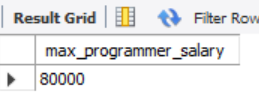 Result Grid Filter Row
max_programmer_salary
80000